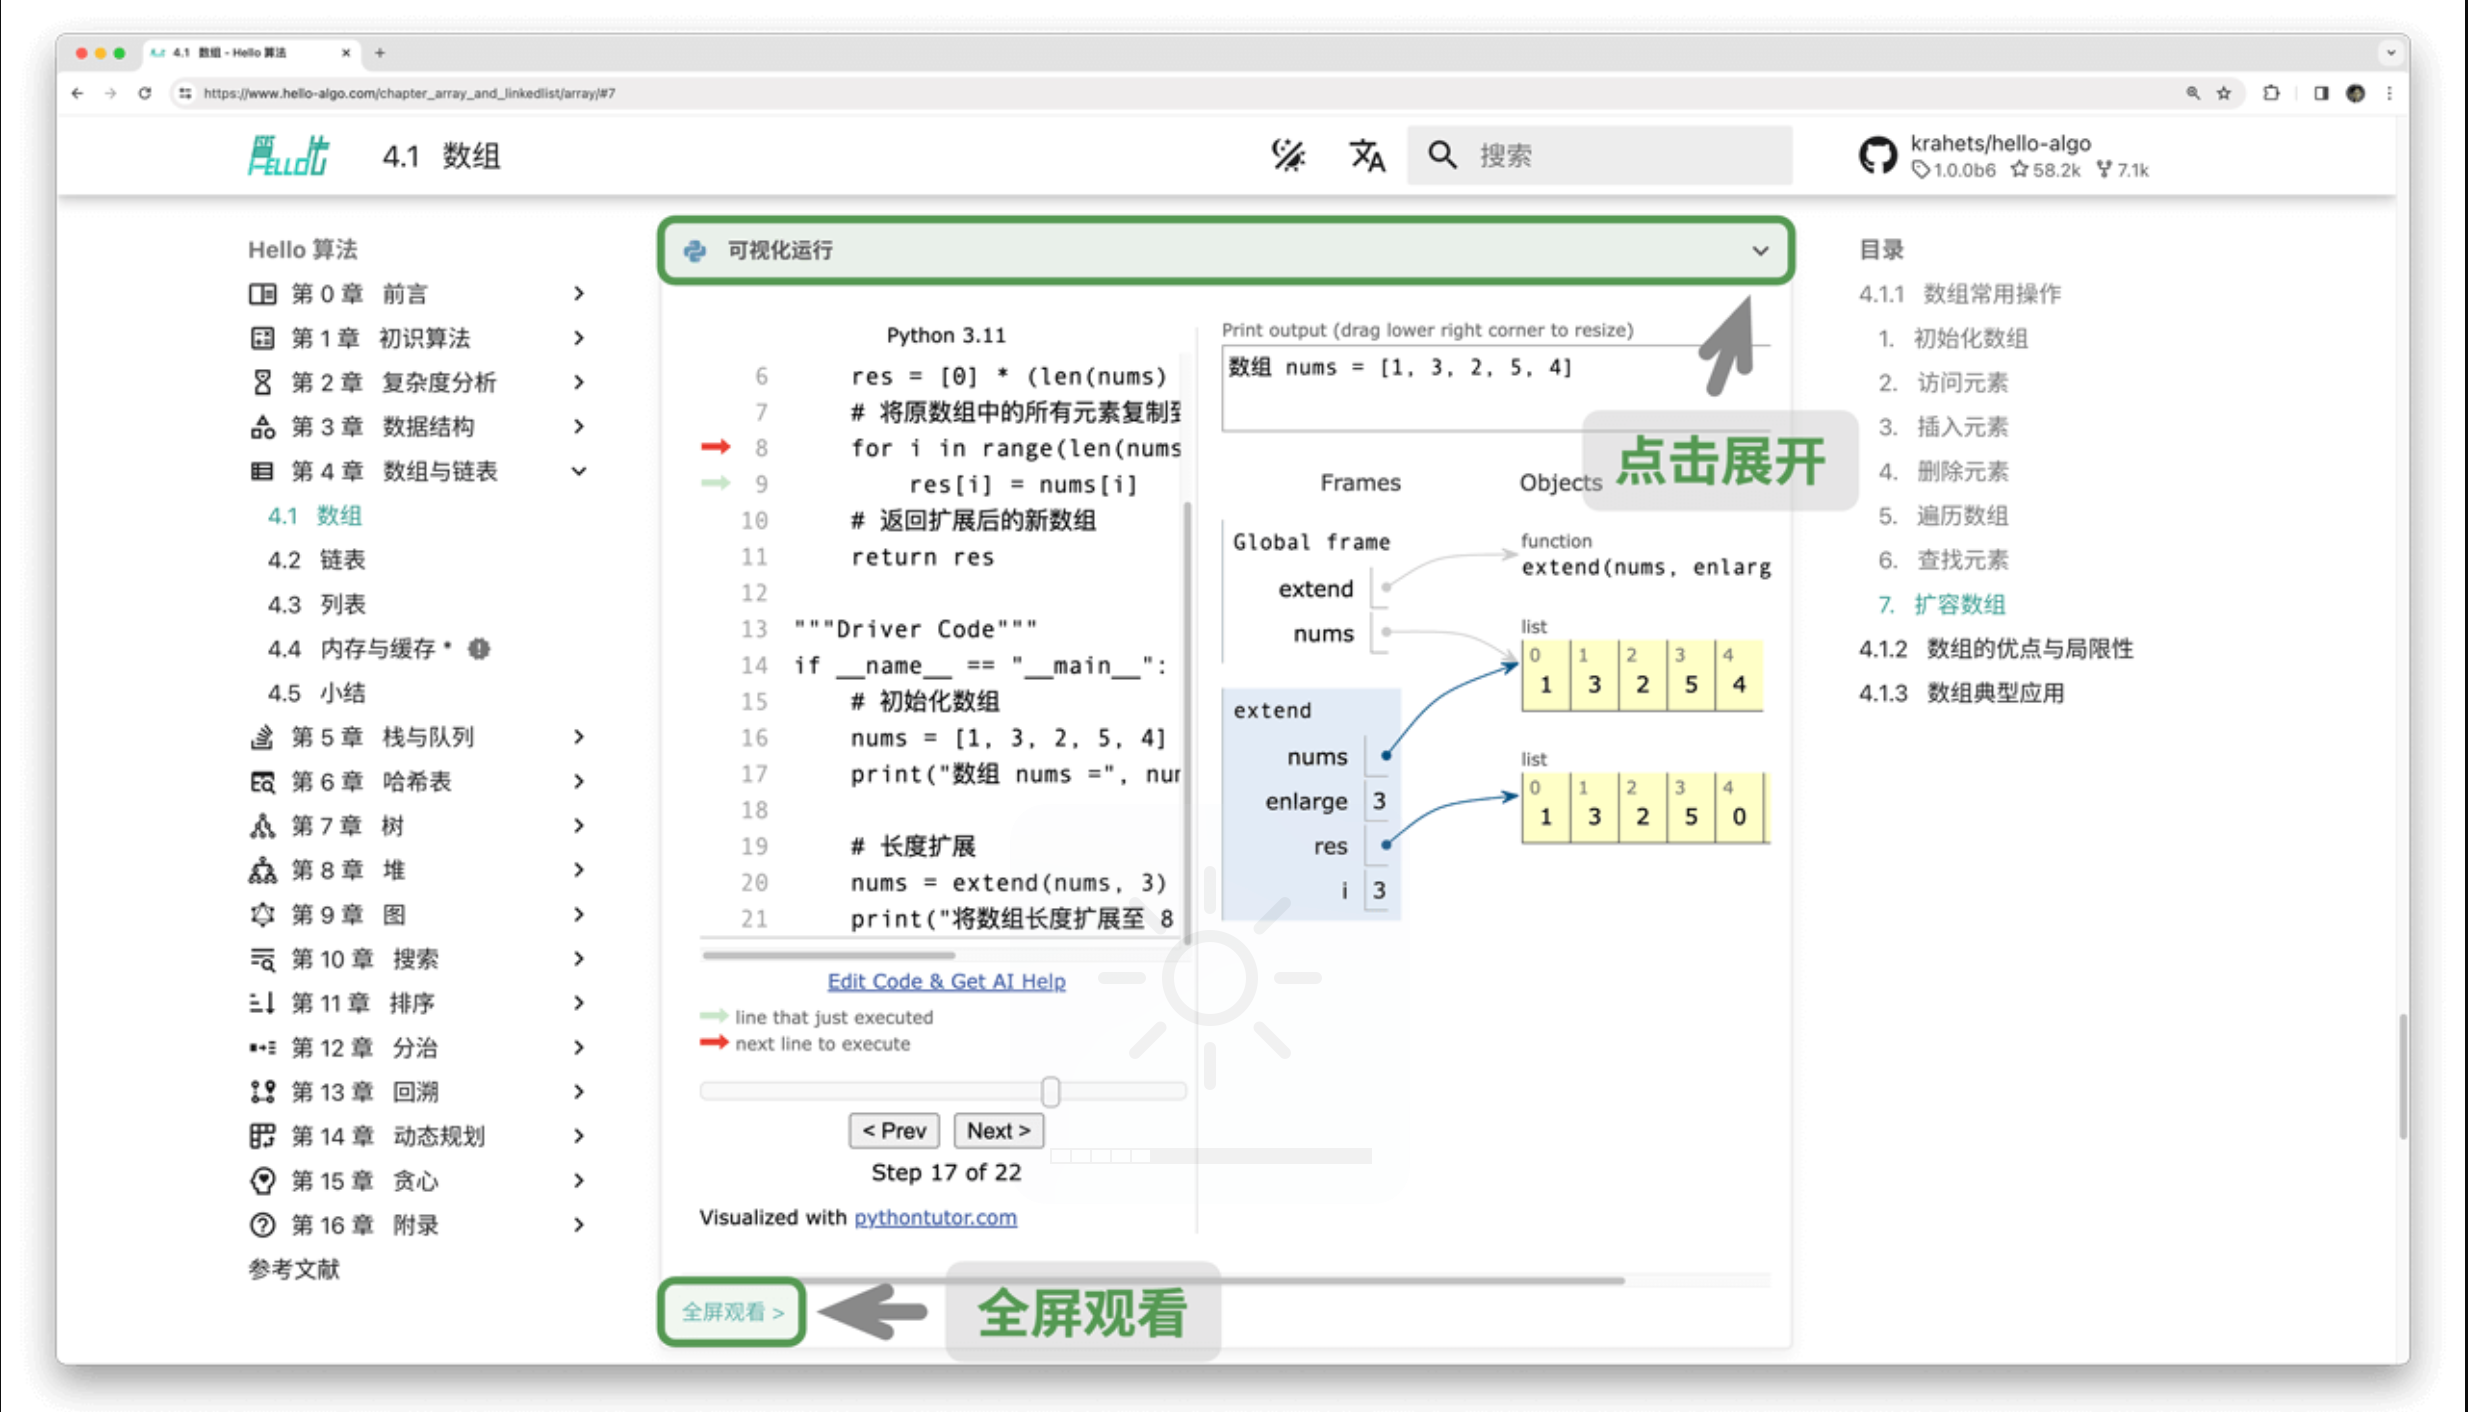 4.1 数组 - Hello 算法
https://www.hello-algo.com/chapter_array_and_linkedlist/array/#7
HELLO 算法
4.1 数组
搜索
krahets/hello-algo
1.0.0b6 58.2k 7.1k
Hello 算法
第 0 章 前言
第 1 章 初识算法
第 2 章 复杂度分析
第 3 章 数据结构
第 4 章 数组与链表
4.1 数组
4.2 链表
4.3 列表
4.4 内存与缓存 *
4.5 小结
第 5 章 栈与队列
第 6 章 哈希表
第 7 章 树
第 8 章 堆
第 9 章 图
第 10 章 搜索
第 11 章 排序
第 12 章 分治
第 13 章 回溯
第 14 章 动态规划
第 15 章 贪心
第 16 章 附录
参考文献
可视化运行
Python 3.11
6 res = [0] * (len(nums)
7 # 将原数组中的所有元素复制到
8 for i in range(len(nums
9 res[i] = nums[i]
10 # 返回扩展后的新数组
11 return res
12
13 """Driver Code"""
14 if __name__ == "__main__":
15 # 初始化数组
16 nums = [1, 3, 2, 5, 4]
17 print("数组 nums =", num
18
19 # 长度扩展
20 nums = extend(nums, 3)
21 print("将数组长度扩展至 8
Edit Code & Get AI Help
line that just executed
next line to execute
< Prev Next >
Step 17 of 22
Visualized with pythontutor.com
全屏观看 >
全屏观看
Print output (drag lower right corner to resize)
数组 nums = [1, 3, 2, 5, 4]
点击展开
Frames Objects
Global frame
extend
nums
function
extend(nums, enlarg
list
0 1 2 3 4
1 3 2 5 4
extend
nums
enlarge 3
res
i 3
list
0 1 2 3 4
1 3 2 5 0
目录
4.1.1 数组常用操作
1. 初始化数组
2. 访问元素
3. 插入元素
4. 删除元素
5. 遍历数组
6. 查找元素
7. 扩容数组
4.1.2 数组的优点与局限性
4.1.3 数组典型应用